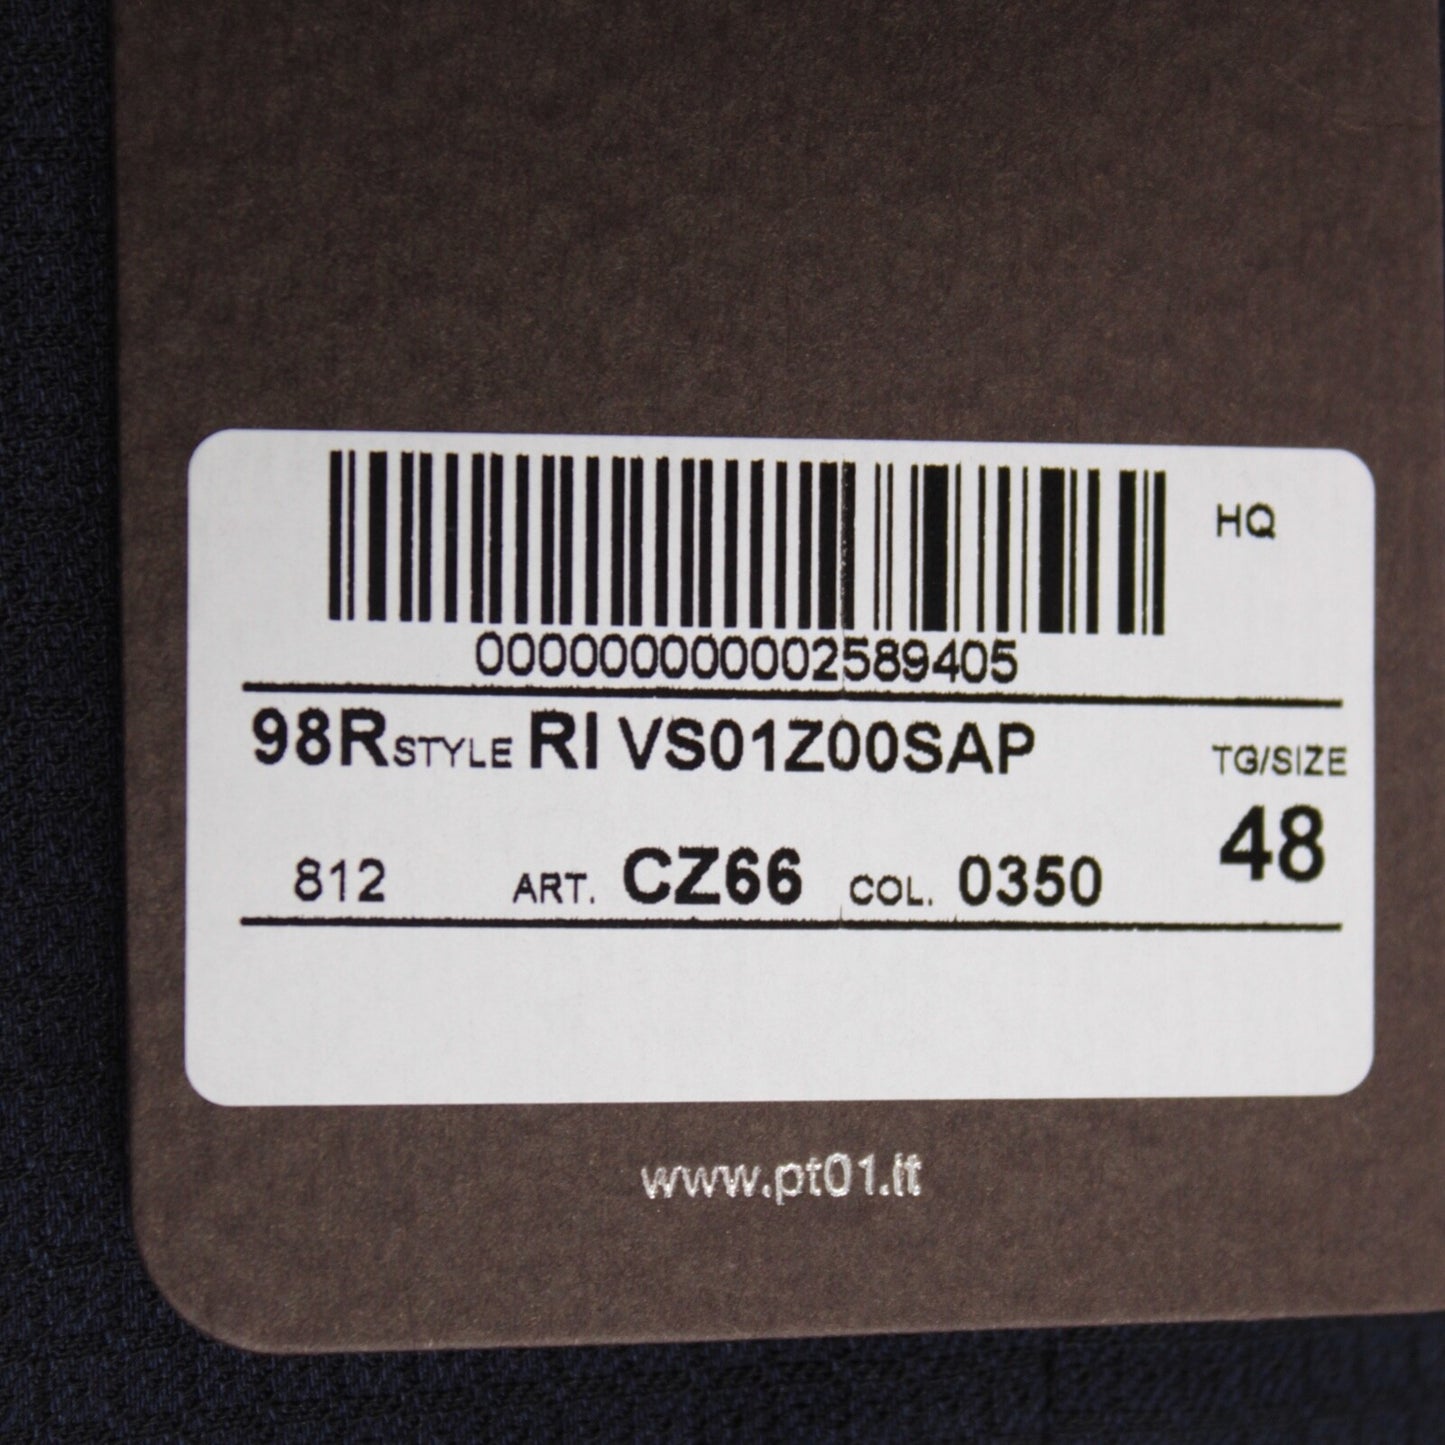 HQ
000000000002589405
98R STYLE RI VS01Z00SAP
TG/SIZE
48
812 ART. CZ66 COL. 0350
www.pt01.it